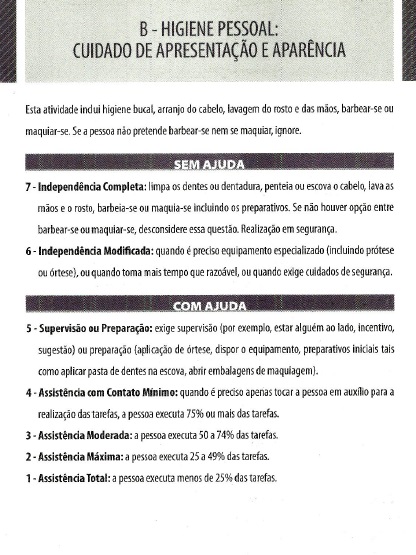 B - HIGIENE PESSOAL:
CUIDADO DE APRESENTAÇÃO E APARÊNCIA
Esta atividade inclui higiene bucal, arranjo do cabelo, lavagem do rosto e das mãos, barbear-se ou
maquiar-se. Se a pessoa não pretende barbear-se nem se maquiar, ignore.
SEM AJUDA
7 - Independência Completa: limpa os dentes ou dentadura, penteia ou escova o cabelo, lava as
mãos e o rosto, barbeia-se ou maquia-se incluindo os preparativos. Se não houver opção entre
barbear-se ou maquiar-se, desconsidere essa questão. Realização em segurança.
6 - Independência Modificada: quando é preciso equipamento especializado (incluindo prótese
ou órtese), ou quando toma mais tempo que razoável, ou quando exige cuidados de segurança.
COM AJUDA
5 - Supervisão ou Preparação: exige supervisão (por exemplo, estar alguém ao lado, incentivo,
sugestão) ou preparação (aplicação de órtese, dispor o equipamento, preparativos iniciais tais
como aplicar pasta de dentes na escova, abrir embalagens de maquiagem).
4 - Assistência com Contato Mínimo: quando é preciso apenas tocar a pessoa em auxílio para a
realização das tarefas, a pessoa executa 75% ou mais das tarefas.
3 - Assistência Moderada: a pessoa executa 50 a 74% das tarefas.
2 - Assistência Máxima: a pessoa executa 25 a 49% das tarefas.
1 - Assistência Total: a pessoa executa menos de 25% das tarefas.